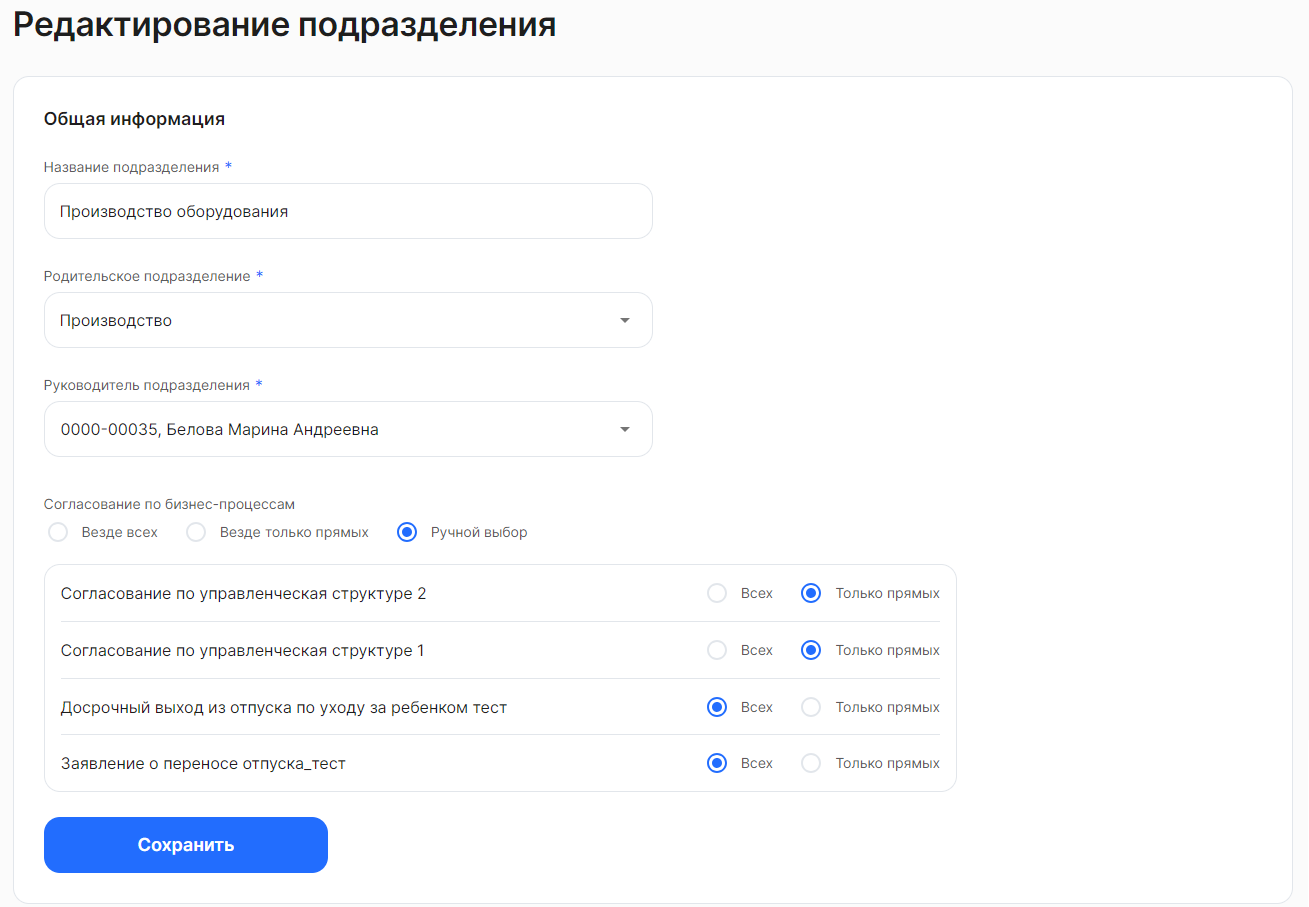 Редактирование подразделения
Общая информация
Название подразделения *
Производство оборудования
Родительское подразделение *
Производство
Руководитель подразделения *
0000-00035, Белова Марина Андреевна
Согласование по бизнес-процессам
Везде всех Везде только прямых Ручной выбор
Согласование по управленческая структуре 2 Всех Только прямых
Согласование по управленческая структуре 1 Всех Только прямых
Досрочный выход из отпуска по уходу за ребенком тест Всех Только прямых
Заявление о переносе отпуска_тест Всех Только прямых
Сохранить